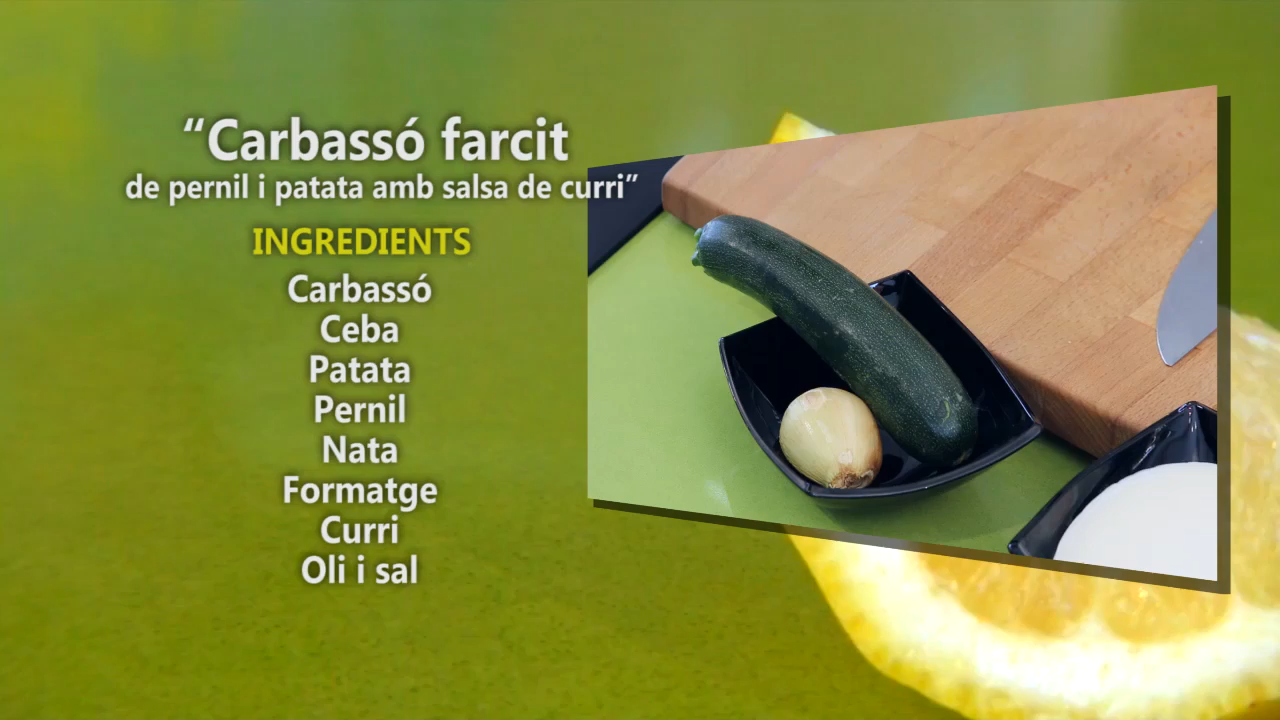 “Carbassó farcit
de pernil i patata amb salsa de curri”
INGREDIENTS
Carbassó
Ceba
Patata
Pernil
Nata
Formatge
Curri
Oli i sal